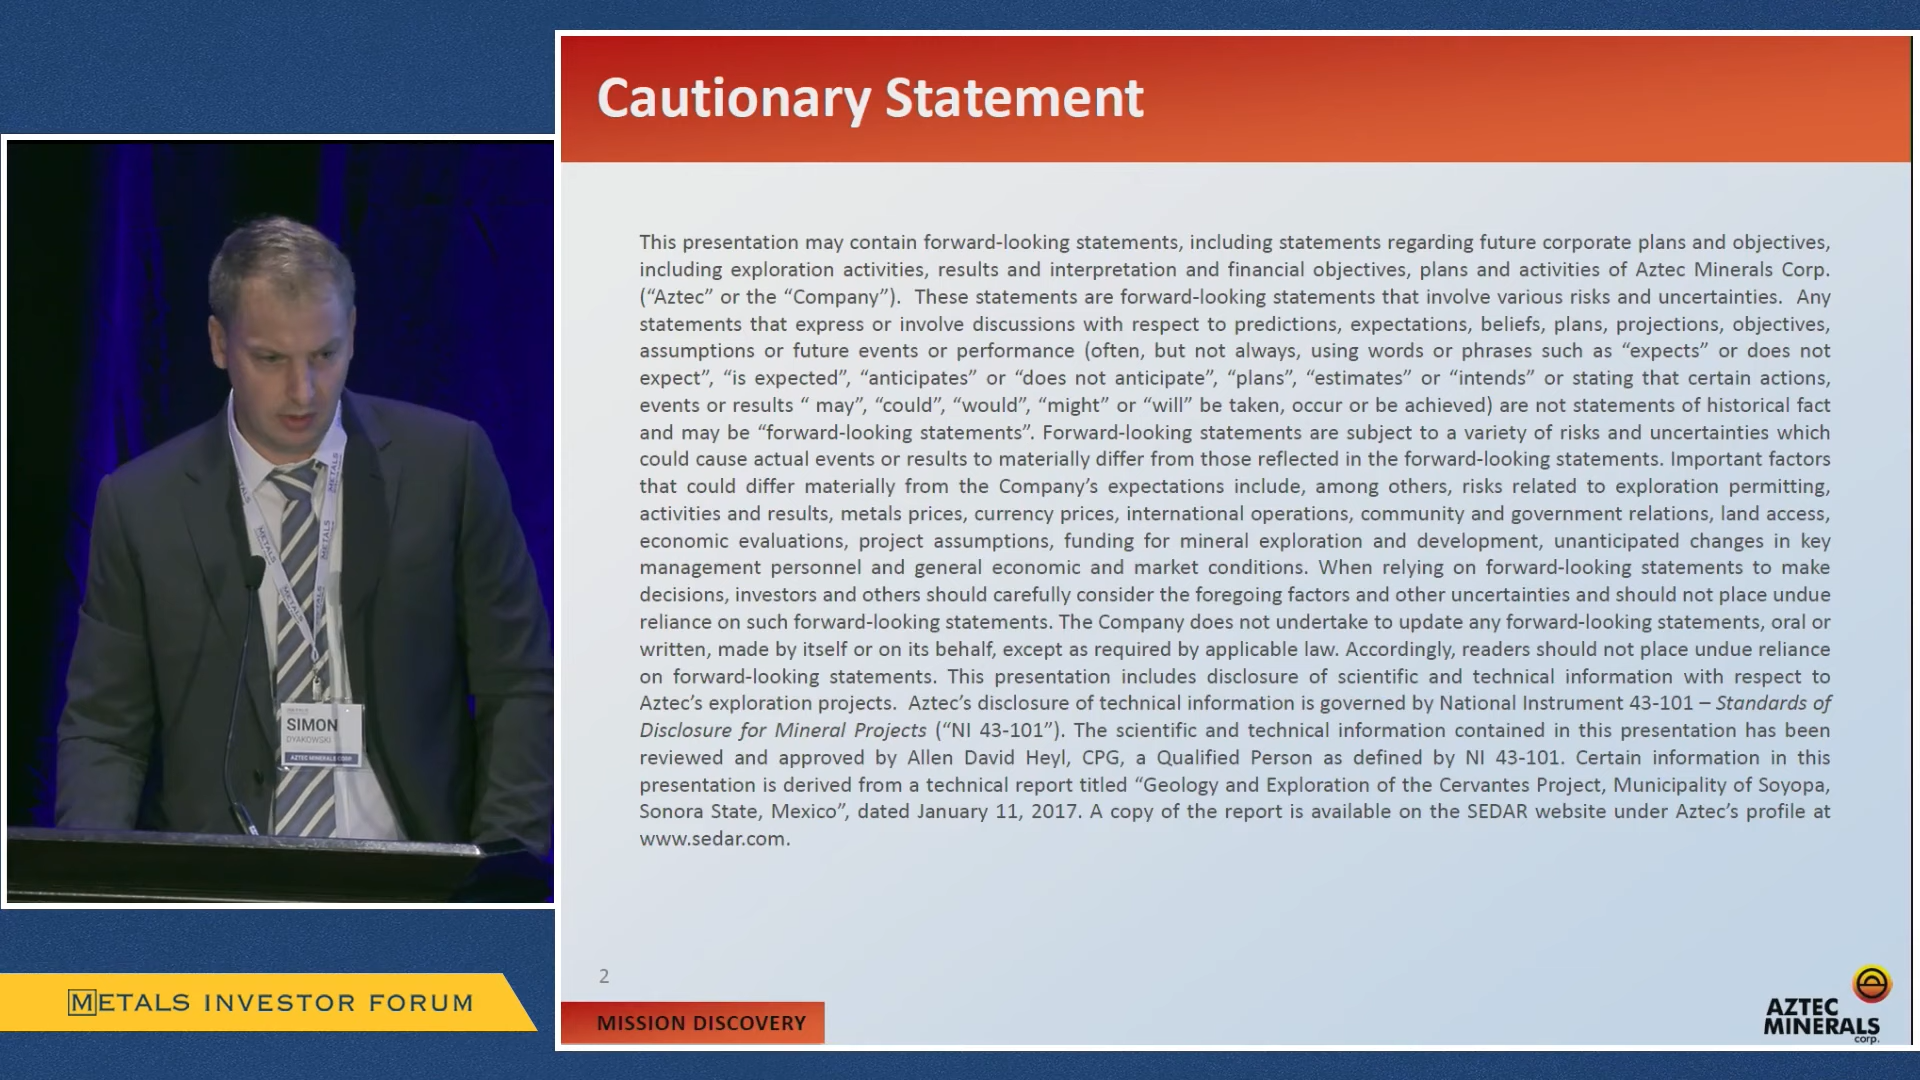 Cautionary Statement
This presentation may contain forward-looking statements, including statements regarding future corporate plans and objectives,
including exploration activities, results and interpretation and financial objectives, plans and activities of Aztec Minerals Corp.
(“Aztec” or the “Company”).  These statements are forward-looking statements that involve various risks and uncertainties.  Any
statements that express or involve discussions with respect to predictions, expectations, beliefs, plans, projections, objectives,
assumptions or future events or performance (often, but not always, using words or phrases such as “expects” or does not
expect”, “is expected”, “anticipates” or “does not anticipate”, “plans”, “estimates” or “intends” or stating that certain actions,
events or results “ may”, “could”, “would”, “might” or “will” be taken, occur or be achieved) are not statements of historical fact
and may be “forward-looking statements”. Forward-looking statements are subject to a variety of risks and uncertainties which
could cause actual events or results to materially differ from those reflected in the forward-looking statements. Important factors
that could differ materially from the Company’s expectations include, among others, risks related to exploration permitting,
activities and results, metals prices, currency prices, international operations, community and government relations, land access,
economic evaluations, project assumptions, funding for mineral exploration and development, unanticipated changes in key
management personnel and general economic and market conditions. When relying on forward-looking statements to make
decisions, investors and others should carefully consider the foregoing factors and other uncertainties and should not place undue
reliance on such forward-looking statements. The Company does not undertake to update any forward-looking statements, oral or
written, made by itself or on its behalf, except as required by applicable law. Accordingly, readers should not place undue reliance
on forward-looking statements. This presentation includes disclosure of scientific and technical information with respect to
Aztec’s exploration projects.  Aztec’s disclosure of technical information is governed by National Instrument 43-101 – Standards of
Disclosure for Mineral Projects (“NI 43-101”). The scientific and technical information contained in this presentation has been
reviewed and approved by Allen David Heyl, CPG, a Qualified Person as defined by NI 43-101. Certain information in this
presentation is derived from a technical report titled “Geology and Exploration of the Cervantes Project, Municipality of Soyopa,
Sonora State, Mexico”, dated January 11, 2017. A copy of the report is available on the SEDAR website under Aztec’s profile at
www.sedar.com.
2
MISSION DISCOVERY
AZTEC
MINERALS
corp.
METALS
METALS
METALS
METALS
SIMON
DYAKOWSKI
AZTEC MINERALS CORP.
METALS INVESTOR FORUM